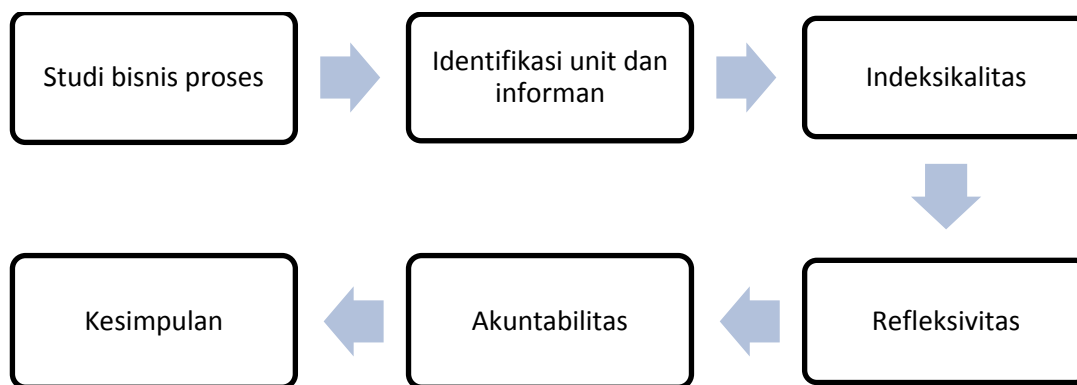 Studi bisnis proses
Identifikasi unit dan
informan
Indeksikalitas
Refleksivitas
Akuntabilitas
Kesimpulan